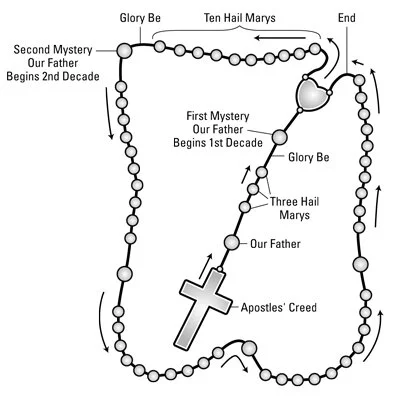 Glory Be
Ten Hail Marys
End
Second Mystery
Our Father
Begins 2nd Decade
First Mystery
Our Father
Begins 1st Decade
Glory Be
Three Hail
Marys
Our Father
Apostles' Creed